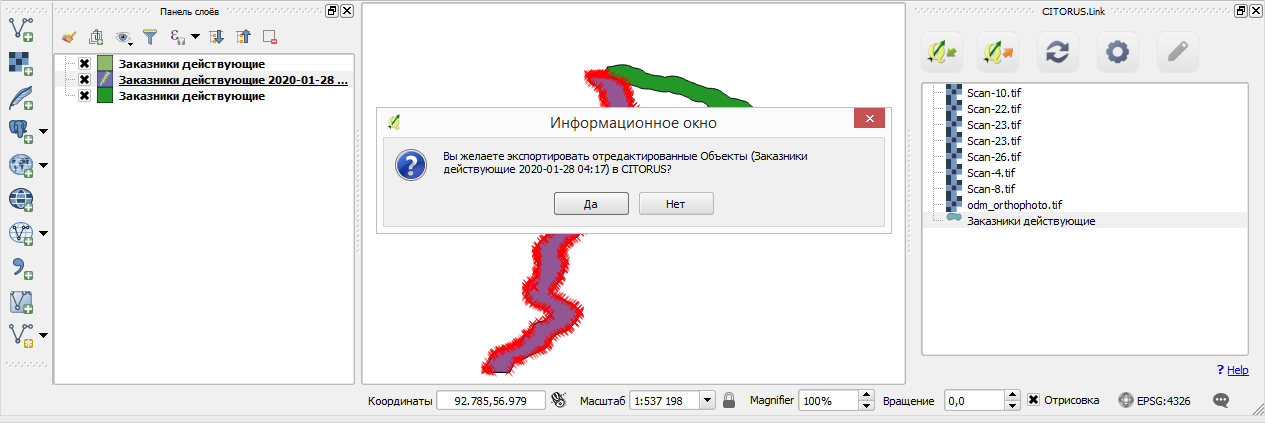 Панель слоёв
Заказники действующие
Заказники действующие 2020-01-28 ...
Заказники действующие
Информационное окно
Вы желаете экспортировать отредактированные Объекты (Заказники
действующие 2020-01-28 04:17) в CITORUS?
Да
Нет
CITORUS.Link
Scan-10.tif
Scan-22.tif
Scan-23.tif
Scan-23.tif
Scan-26.tif
Scan-4.tif
Scan-8.tif
odm_orthophoto.tif
Заказники действующие
? Help
Координаты 92.785,56.979 Масштаб 1:537 198 Magnifier 100% Вращение 0,0 Отрисовка EPSG:4326